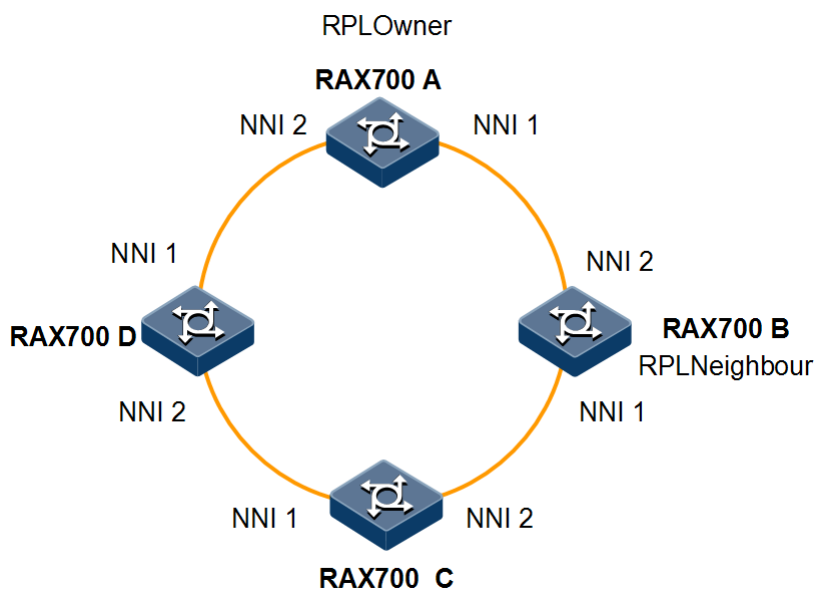 RPLOwner
RAX700 A
NNI 2
NNI 1
NNI 1
NNI 2
RAX700 D
RAX700 B
RPLNeighbour
NNI 2
NNI 1
NNI 1
NNI 2
RAX700 C